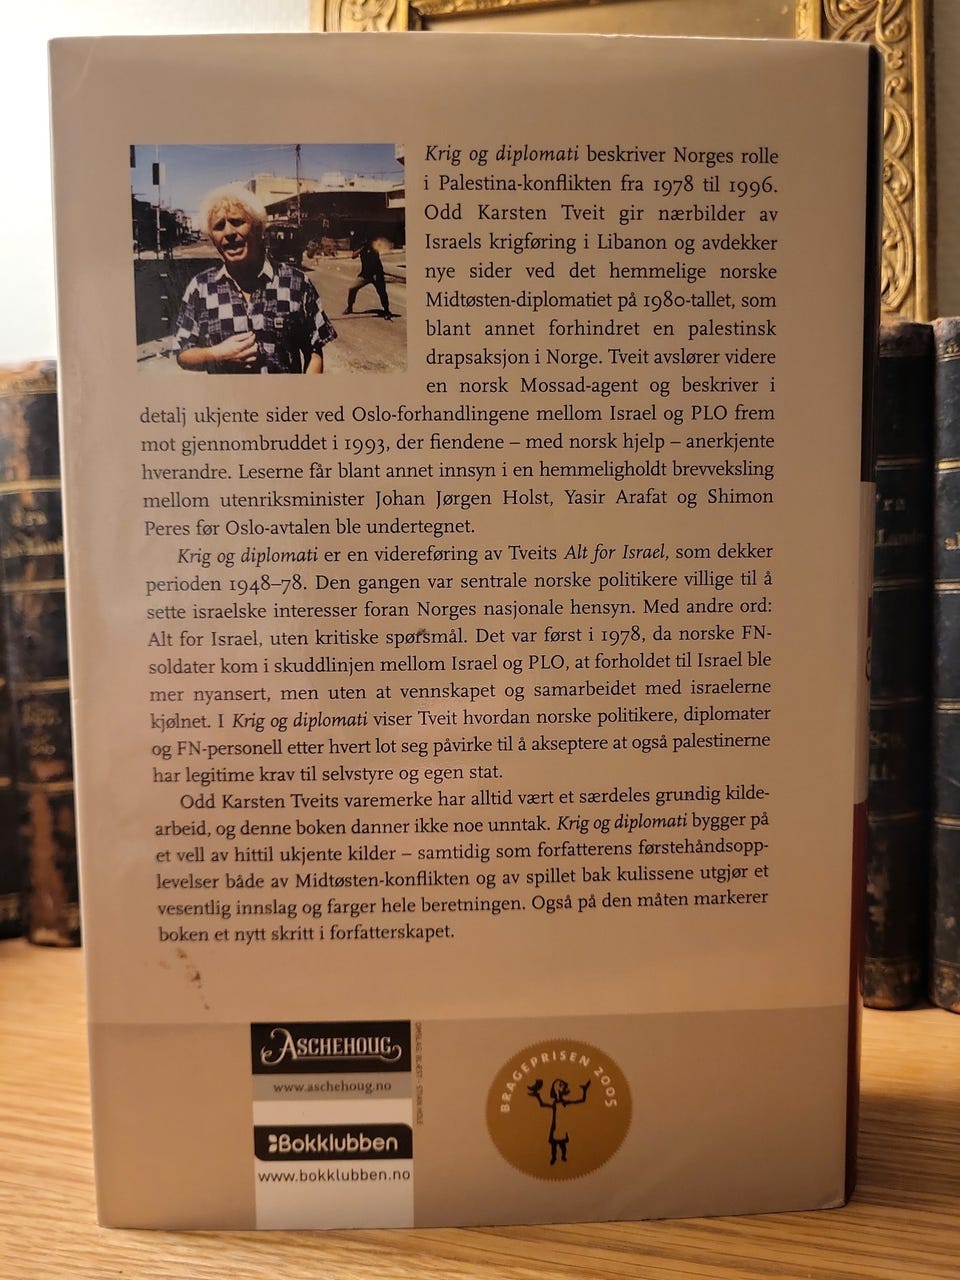 Krig og diplomati beskriver Norges rolle
i Palestina-konflikten fra 1978 til 1996.
Odd Karsten Tveit gir nærbilder av
Israels krigføring i Libanon og avdekker
nye sider ved det hemmelige norske
Midtøsten-diplomatiet på 1980-tallet, som
blant annet forhindret en palestinsk
drapsaksjon i Norge. Tveit avslører videre
en norsk Mossad-agent og beskriver i
detalj ukjente sider ved Oslo-forhandlingene mellom Israel og PLO frem
mot gjennombruddet i 1993, der fiendene – med norsk hjelp – anerkjente
hverandre. Leserne får blant annet innsyn i en hemmeligholdt brevveksling
mellom utenriksminister Johan Jørgen Holst, Yasir Arafat og Shimon
Peres før Oslo-avtalen ble undertegnet.
Krig og diplomati er en videreføring av Tveits Alt for Israel, som dekker
perioden 1948–78. Den gangen var sentrale norske politikere villige til å
sette israelske interesser foran Norges nasjonale hensyn. Med andre ord:
Alt for Israel, uten kritiske spørsmål. Det var først i 1978, da norske FN-
soldater kom i skuddlinjen mellom Israel og PLO, at forholdet til Israel ble
mer nyansert, men uten at vennskapet og samarbeidet med israelerne
kjølnet. I Krig og diplomati viser Tveit hvordan norske politikere, diplomater
og FN-personell etter hvert lot seg påvirke til å akseptere at også palestinerne
har legitime krav til selvstyre og egen stat.
Odd Karsten Tveits varemerke har alltid vært et særdeles grundig kilde-
arbeid, og denne boken danner ikke noe unntak. Krig og diplomati bygger på
et vell av hittil ukjente kilder – samtidig som forfatterens førstehåndsopp-
levelser både av Midtøsten-konflikten og av spillet bak kulissene utgjør et
vesentlig innslag og farger hele beretningen. Også på den måten markerer
boken et nytt skritt i forfatterskapet.
ASCHEHOUG
www.aschehoug.no
Bokklubben
www.bokklubben.no
BRAGEPRISEN 2005